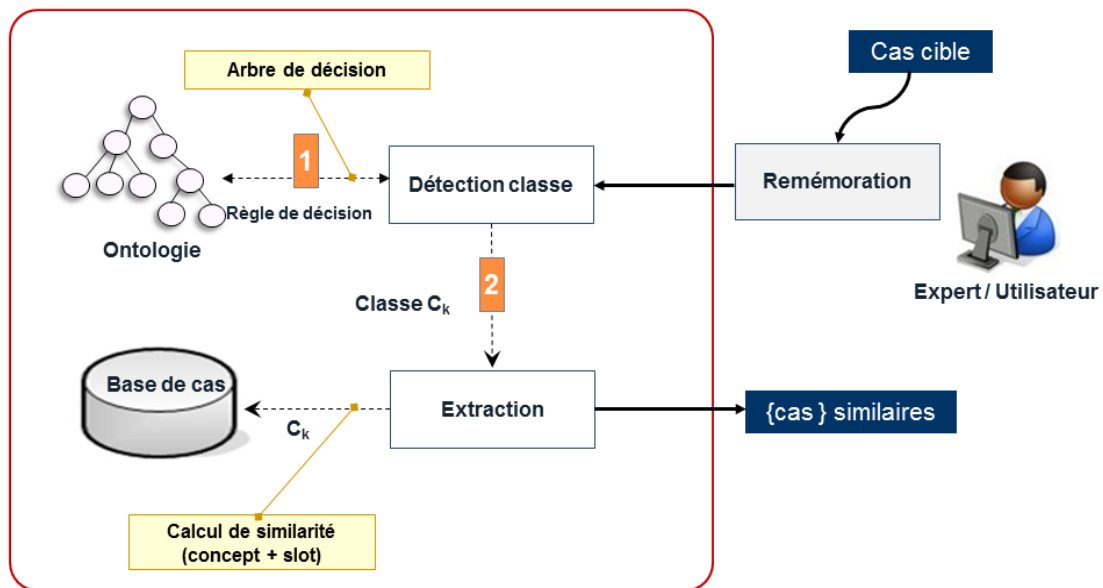 Arbre de décision
Cas cible
1
Détection classe
Remémoration
Règle de décision
Ontologie
2
Classe Cₖ
Expert / Utilisateur
Base de cas
Extraction
{cas } similaires
Cₖ
Calcul de similarité
(concept + slot)